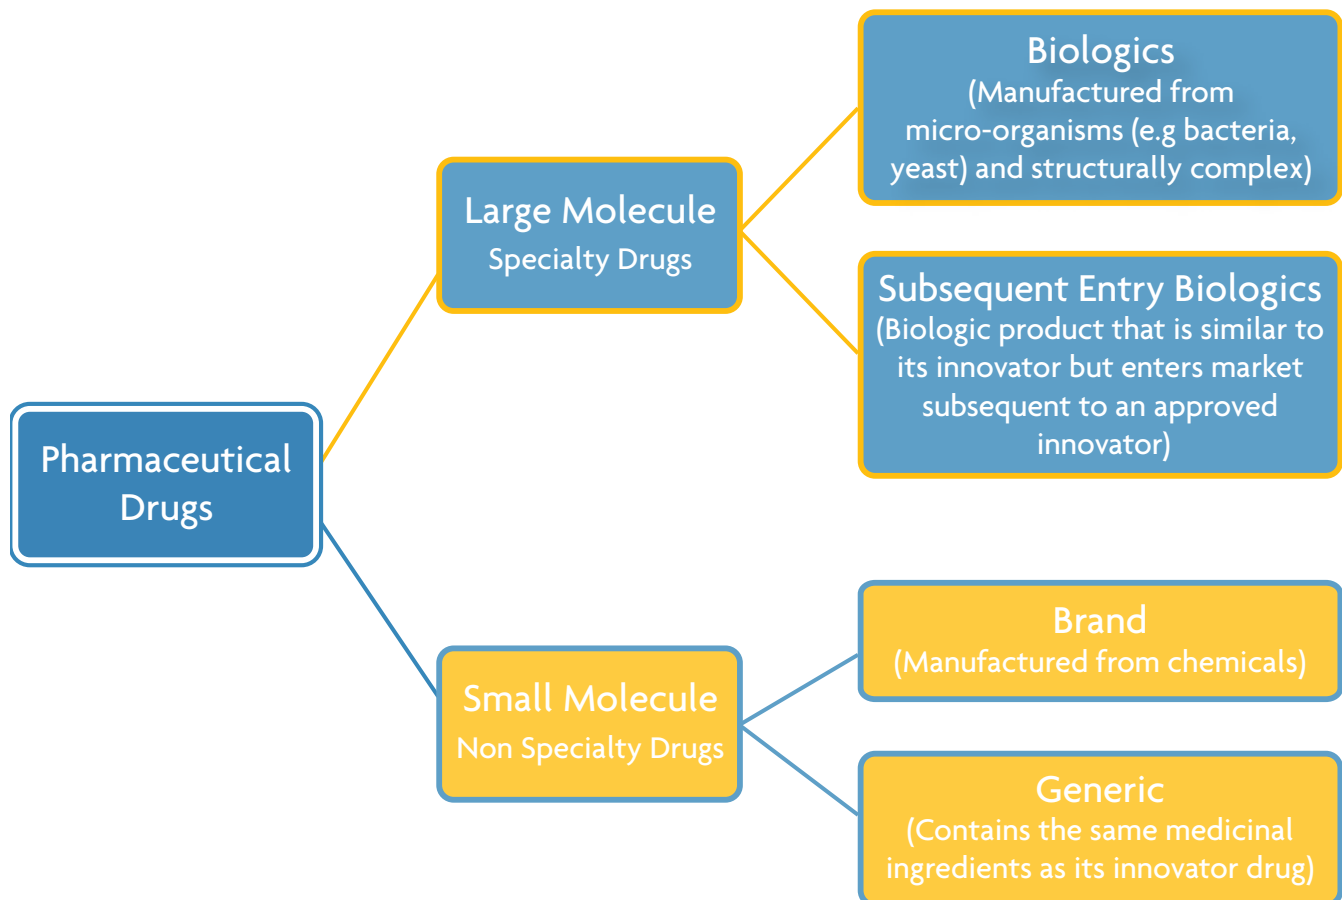 Pharmaceutical
Drugs
Large Molecule
Specialty Drugs
Biologics
(Manufactured from
micro-organisms (e.g bacteria,
yeast) and structurally complex)
Subsequent Entry Biologics
(Biologic product that is similar to
its innovator but enters market
subsequent to an approved
innovator)
Small Molecule
Non Specialty Drugs
Brand
(Manufactured from chemicals)
Generic
(Contains the same medicinal
ingredients as its innovator drug)